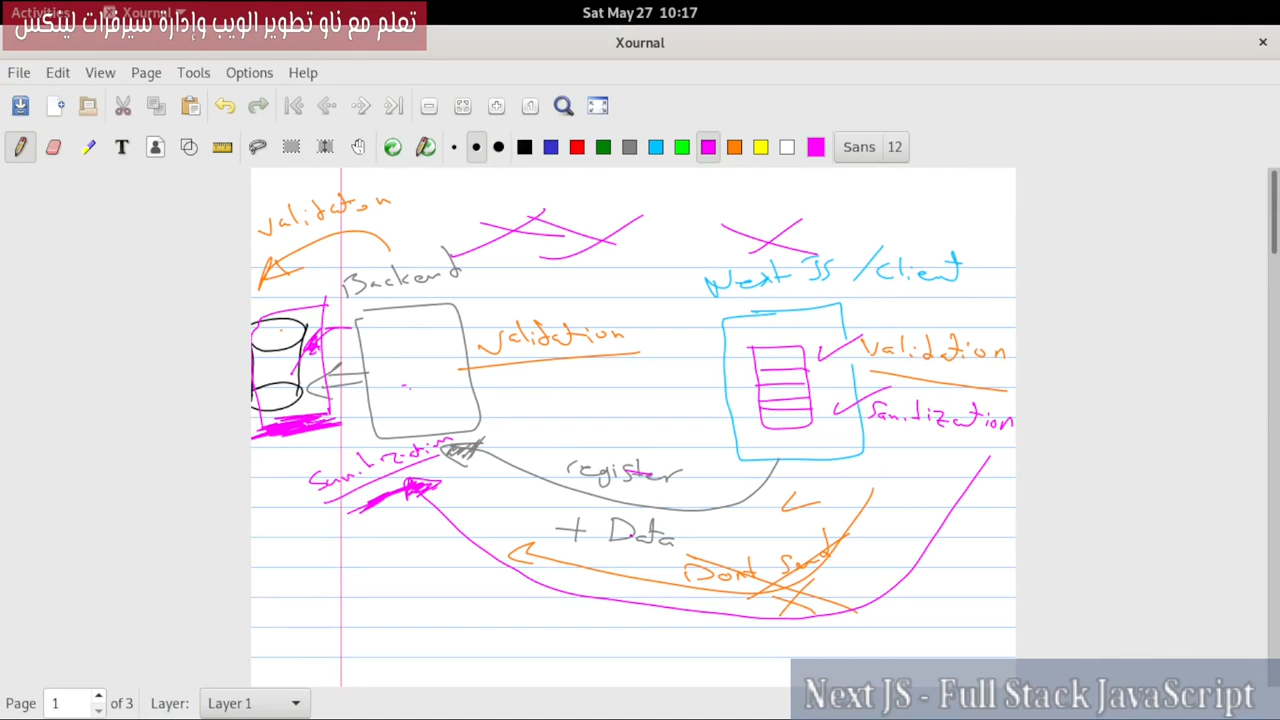 Activities
Xournal
Sat May 27 10:17
تعلم مع ناو تطوير الويب وإدارة سيرفرات لينكس
Xournal
File Edit View Page Tools Options Help
Sans 12
Validation
Backend
Next JS / Client
Validation
Validation
Sanitization
Sanitization
register
+ Data
Dont Send
Page 1 of 3 Layer: Layer 1
Next JS - Full Stack JavaScript